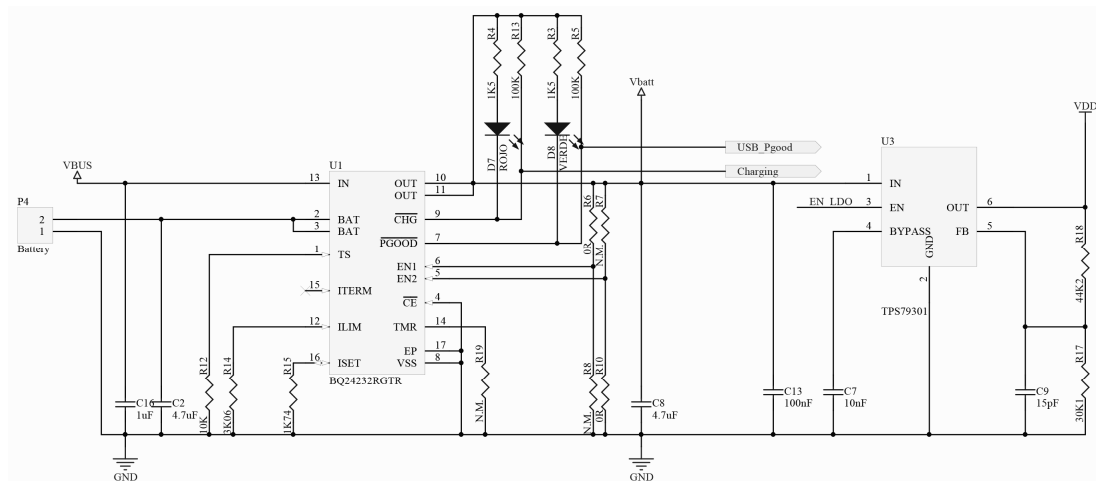 R4
1K5
R13
100K
R3
1K5
R5
100K
D7
ROJO
D8
VERDE
Vbatt
USB_Pgood
Charging
VDD
VBUS
P4
2
1
Battery
U1
13 IN
2 BAT
3 BAT
1 TS
15 ITERM
12 ILIM
16 ISET
OUT 10
OUT 11
CHG 9
PGOOD 7
EN1 6
EN2 5
CE 4
TMR 14
EP 17
VSS 8
BQ24232RGTR
R6
0R
R7
N.M.
R8
N.M.
R10
0R
R19
N.M.
R12
10K
R14
3K06
R15
1K74
C16
1uF
C2
4.7uF
C8
4.7uF
C13
100nF
C7
10nF
C9
15pF
U3
1 IN
EN_LDO 3 EN
4 BYPASS
OUT 6
FB 5
GND
2
TPS79301
R18
44K2
R17
30K1
GND
GND